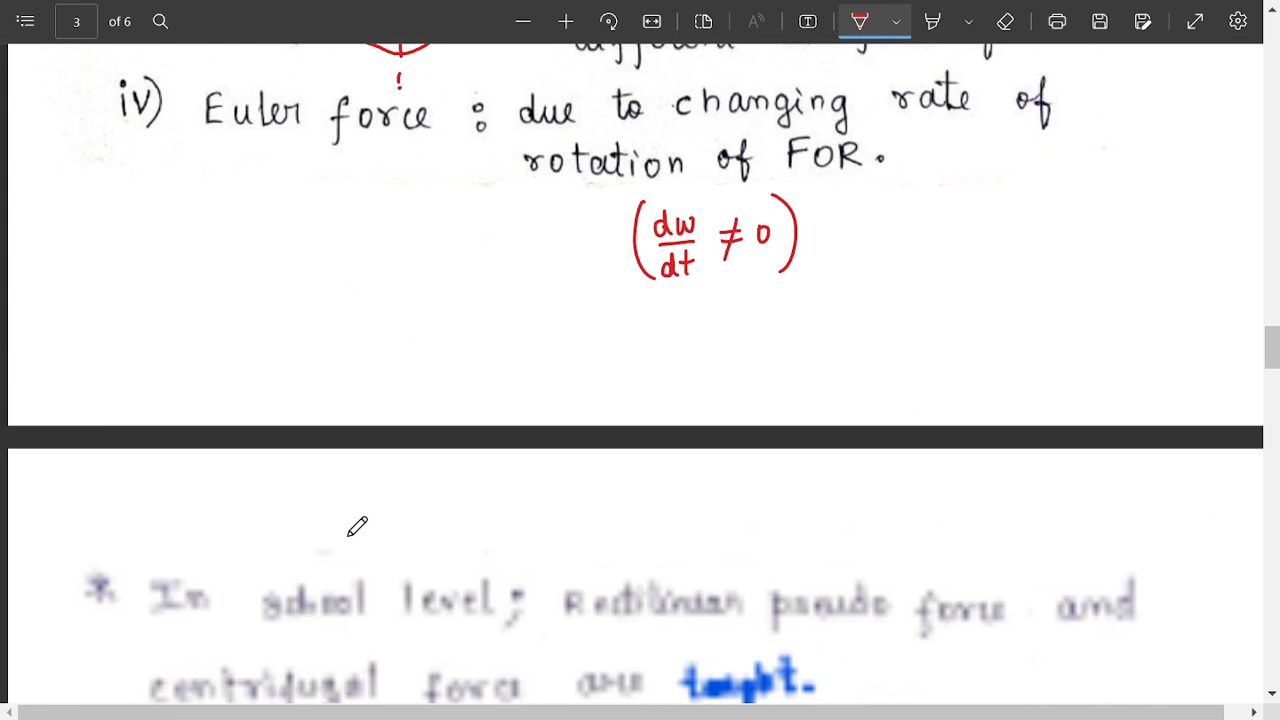 3 of 6
iv) Euler force : due to changing rate of
rotation of FOR.
(dw/dt ≠ 0)
* In school level; Rectilinear pseudo force and
centrifugal force are taught.